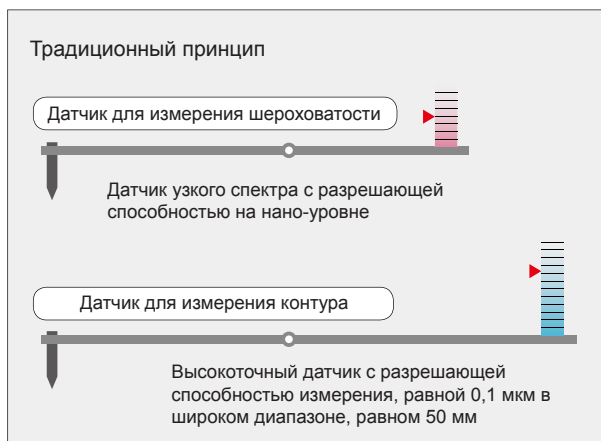 Традиционный принцип
Датчик для измерения шероховатости
Датчик узкого спектра с разрешающей
способностью на нано-уровне
Датчик для измерения контура
Высокоточный датчик с разрешающей
способностью измерения, равной 0,1 мкм в
широком диапазоне, равном 50 мм